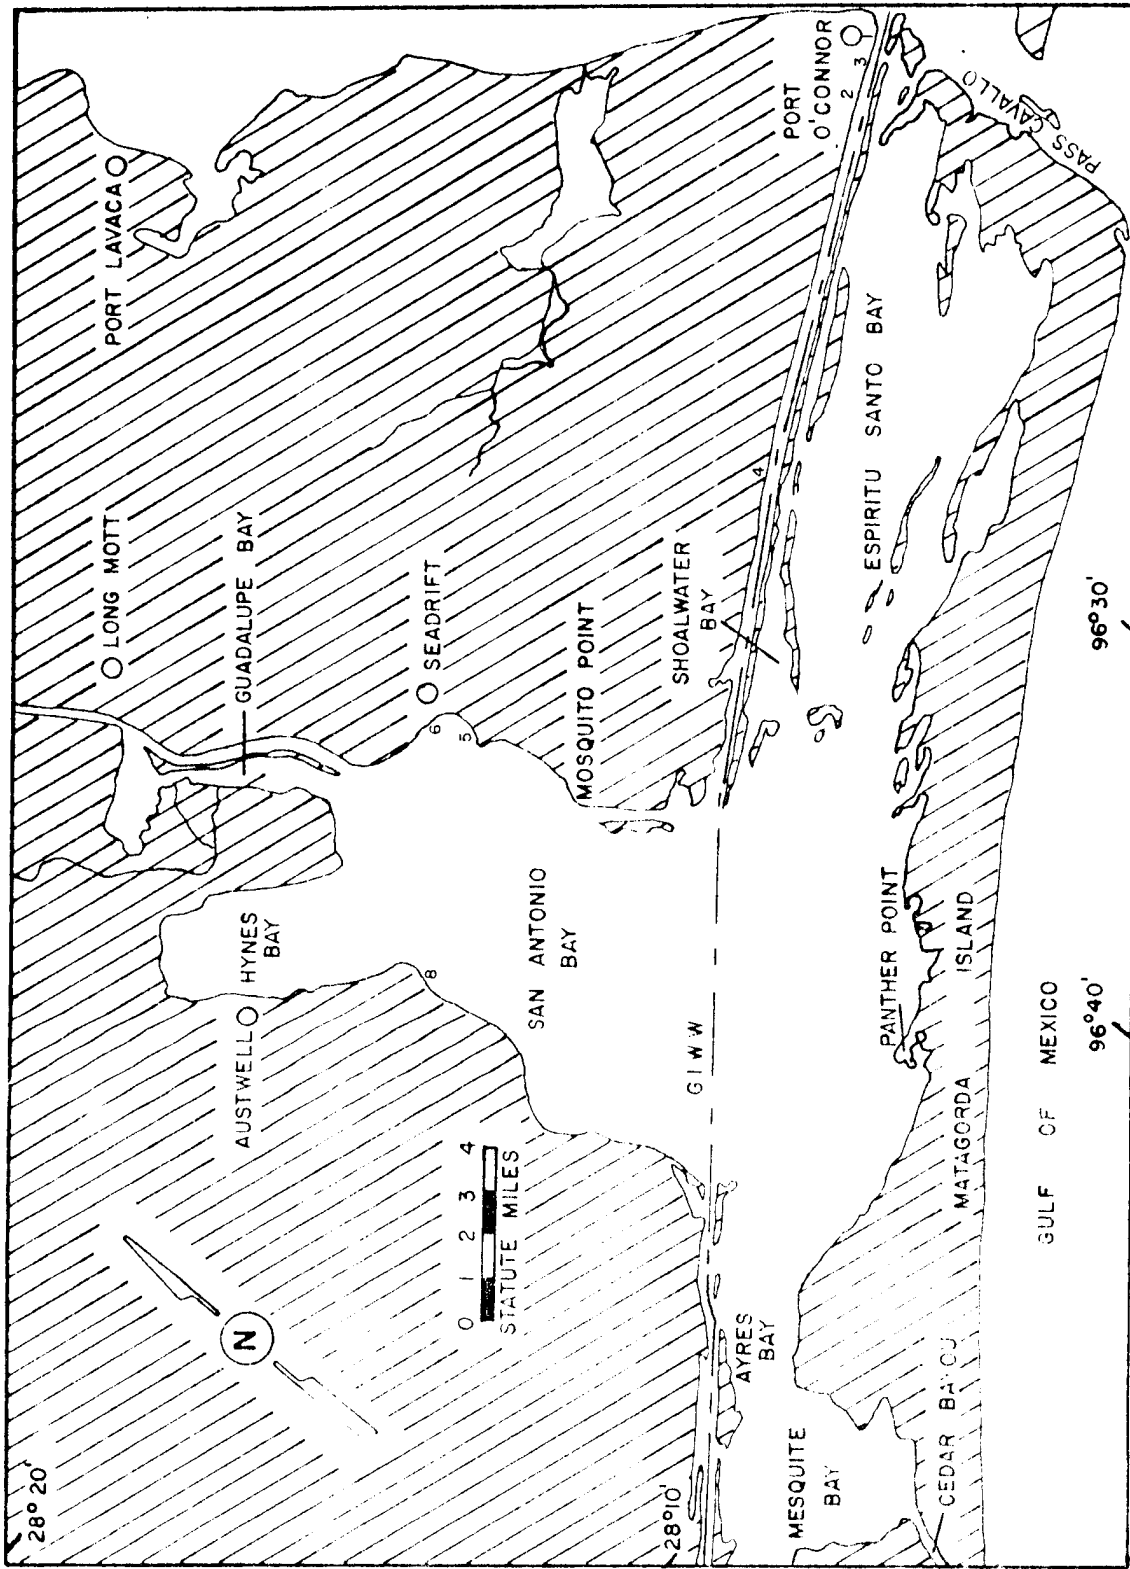 28° 20'
PORT LAVACA
LONG MOTT
GUADALUPE BAY
AUSTWELL
HYNES
BAY
SEADRIFT
6
5
8
N
0 1 2 3 4
STATUTE MILES
SAN ANTONIO
BAY
MOSQUITO POINT
SHOALWATER
BAY
PORT
O'CONNOR
2
3
4
28° 10'
GIWW
AYRES
BAY
MESQUITE
BAY
ESPIRITU SANTO BAY
PASS CAVALLO
PANTHER POINT
CEDAR BAYOU
MATAGORDA ISLAND
GULF OF MEXICO
96° 40'
96° 30'